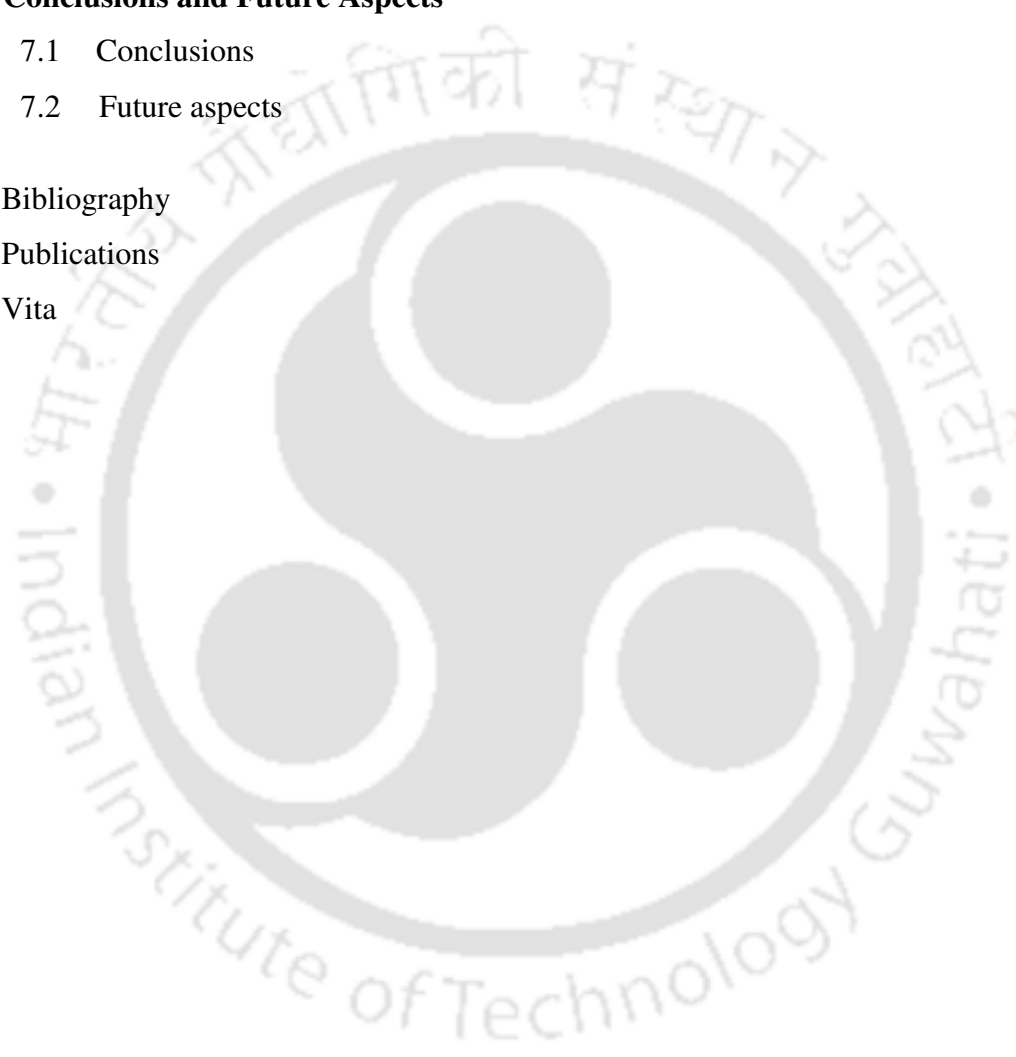 Conclusions and Future Aspects
7.1 Conclusions
7.2 Future aspects
Bibliography
Publications
Vita
भारतीय प्रौद्योगिकी संस्थान गुवाहाटी
• Indian Institute of Technology Guwahati •